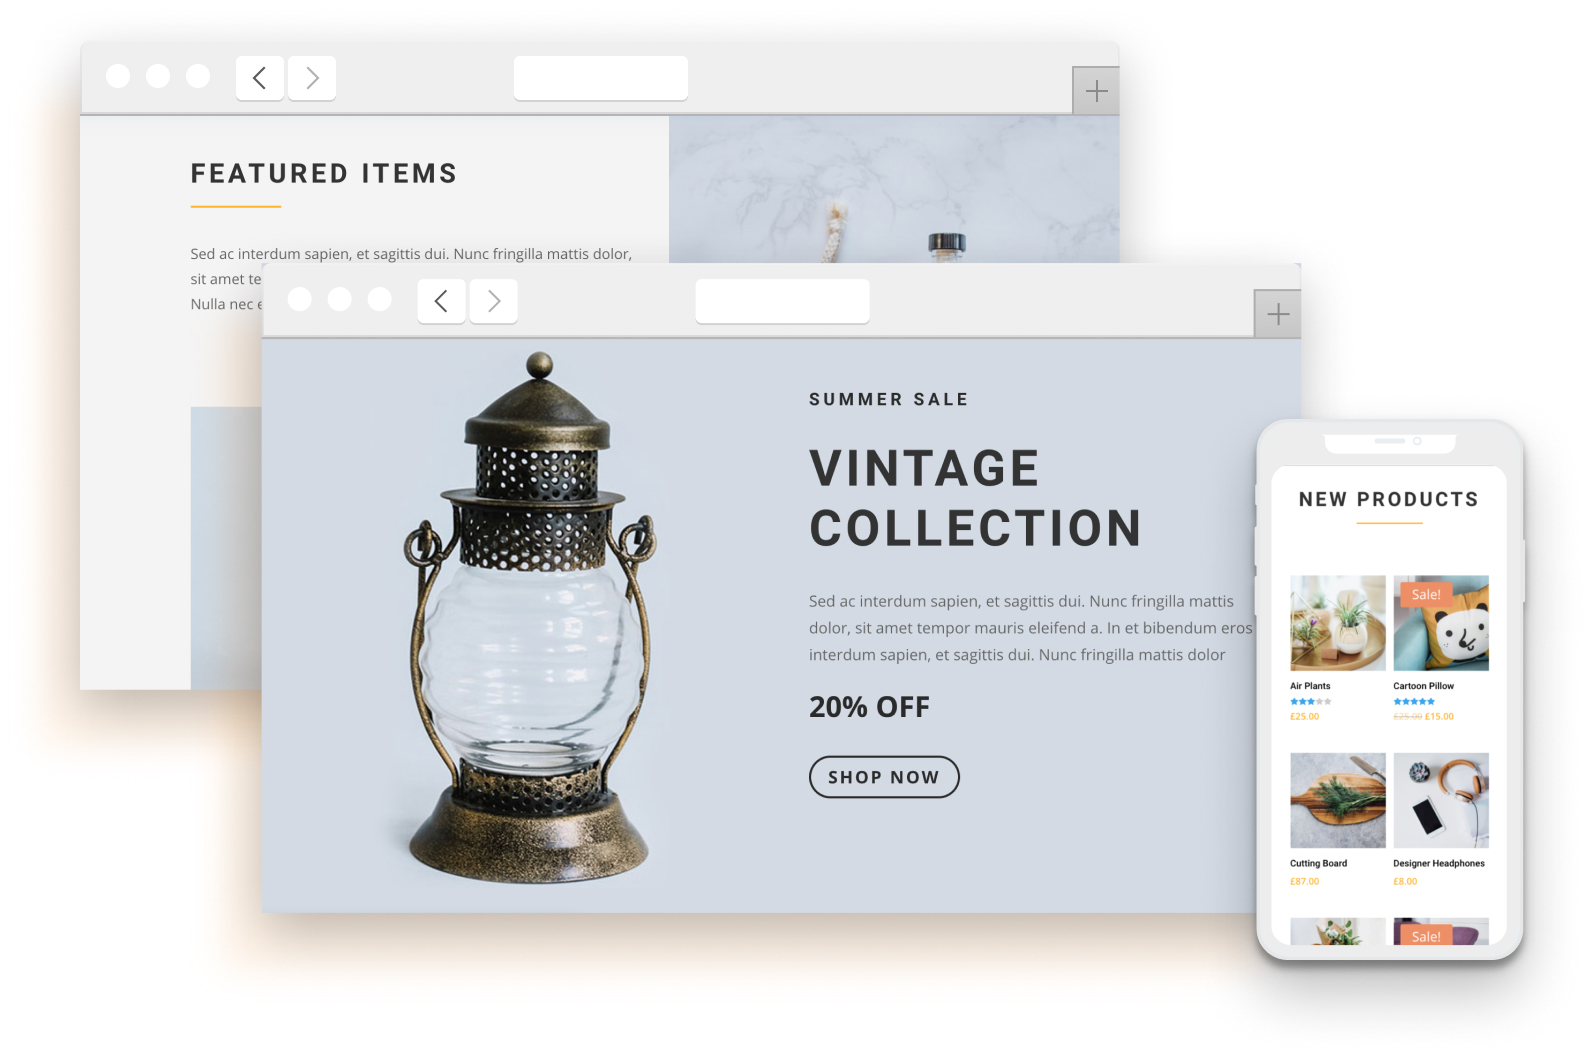 FEATURED ITEMS
Sed ac interdum sapien, et sagittis dui. Nunc fringilla mattis dolor,
sit amet te
Nulla nec e
SUMMER SALE
VINTAGE
COLLECTION
Sed ac interdum sapien, et sagittis dui. Nunc fringilla mattis
dolor, sit amet tempor mauris eleifend a. In et bibendum eros
interdum sapien, et sagittis dui. Nunc fringilla mattis dolor
20% OFF
SHOP NOW
NEW PRODUCTS
Sale!
Air Plants
£25.00
Cartoon Pillow
£25.00 £15.00
Cutting Board
£87.00
Designer Headphones
£8.00
Sale!